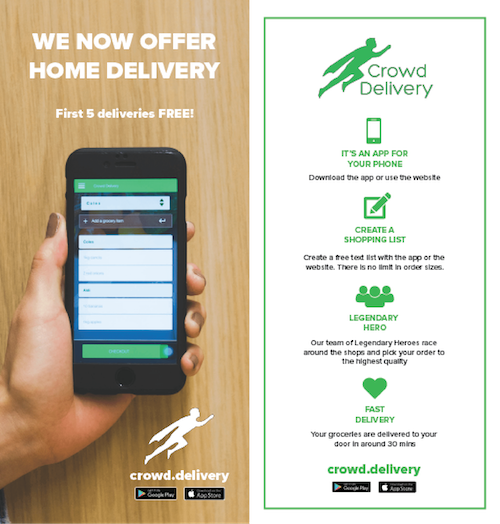 WE NOW OFFER
HOME DELIVERY
First 5 deliveries FREE!
Crowd Delivery
Add a grocery item
crowd.delivery
Google Play
App Store
Crowd
Delivery
IT'S AN APP FOR
YOUR PHONE
Download the app or use the website
CREATE A
SHOPPING LIST
Create a free text list with the app or the
website. There is no limit in order sizes.
LEGENDARY
HERO
Our team of Legendary Heroes race
around the shops and pick your order to
the highest quality
FAST
DELIVERY
Your groceries are delivered to your
door in around 30 mins
crowd.delivery
Google Play
App Store